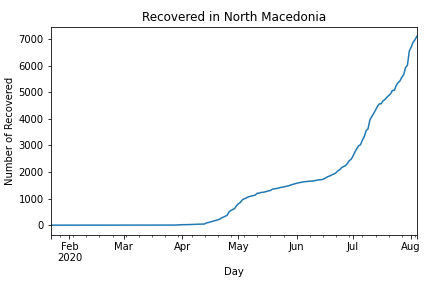 Recovered in North Macedonia
Number of Recovered
7000
6000
5000
4000
3000
2000
1000
0
Feb
2020
Mar
Apr
May
Jun
Jul
Aug
Day